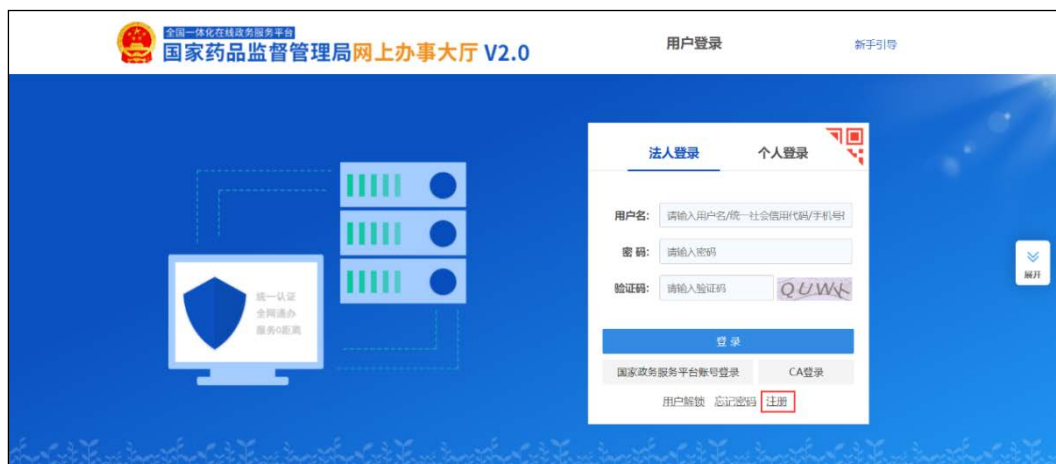 全国一体化在线政务服务平台
国家药品监督管理局网上办事大厅 V2.0
用户登录
新手引导
法人登录 个人登录
用户名: 请输入用户名/统一社会信用代码/手机号
密 码: 请输入密码
验证码: 请输入验证码 QUWK
统一认证
全网通办
服务0距离
展开
登 录
国家政务服务平台账号登录 CA登录
用户解锁 忘记密码 注册